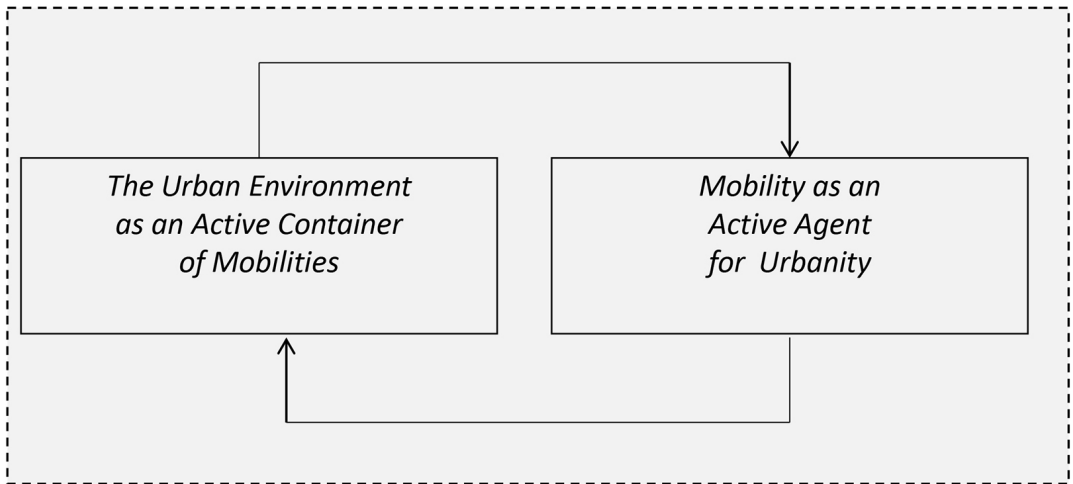 The Urban Environment
as an Active Container
of Mobilities
Mobility as an
Active Agent
for  Urbanity